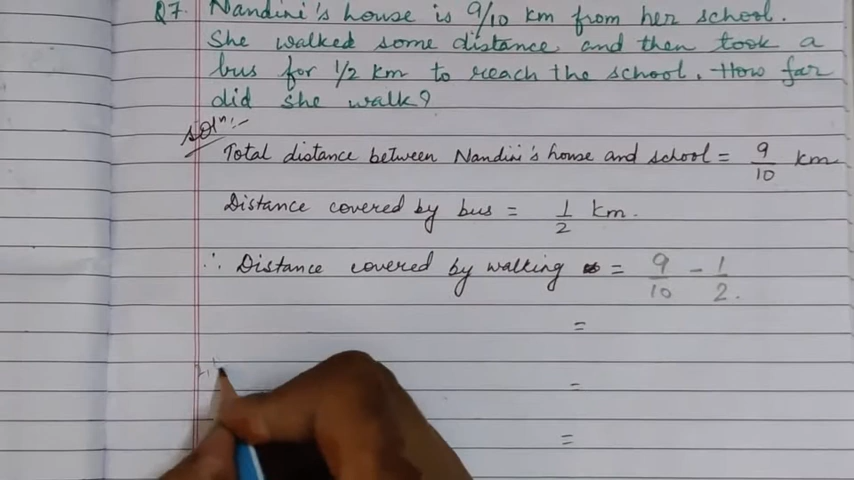 Q7 Nandini's house is 9/10 km from her school.
She walked some distance and then took a
bus for 1/2 km to reach the school. How far
did she walk?
Solⁿ:-
Total distance between Nandini's house and school = 9/10 km
Distance covered by bus = 1/2 km.
∴ Distance covered by walking = 9/10 - 1/2.
=
=
=